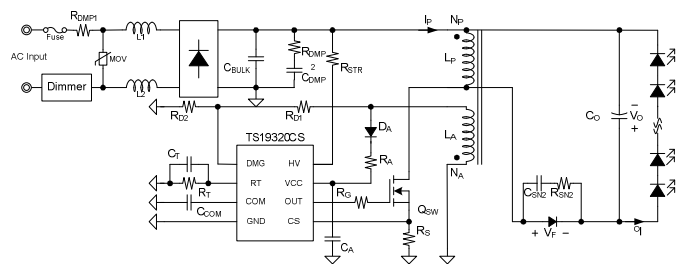 RDMP1
Fuse
L1
AC Input
MOV
Dimmer
L2
CBULK
RDMP
2
CDMP
RSTR
IP
NP
LP
RD2
RD1
DA
LA
RA
NA
TS19320CS
DMG
HV
RT
VCC
COM
OUT
GND
CS
CT
RT
CCOM
RG
QSW
CA
RS
CO
−
VO
+
CSN2
RSN2
+ VF −
IO